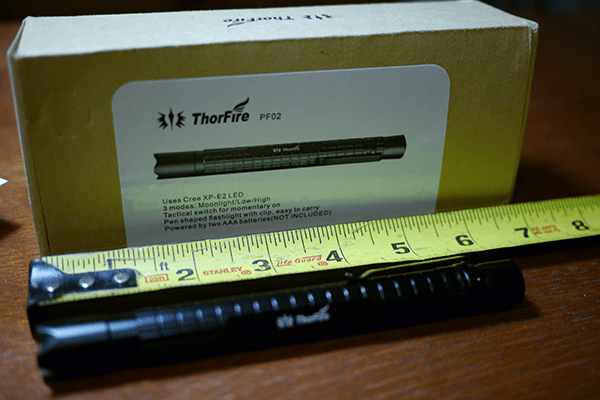 ThorFire
ThorFire PF02
ThorFire
Uses Cree XP-E2 LED
3 modes: Moonlight/Low/High
Tactical switch for momentary on
Pen shaped flashlight with clip, easy to carry
Powered by two AAA batteries(NOT INCLUDED)
1 ft 2 STANLEY 3 4 5 6 7 8
ThorFire